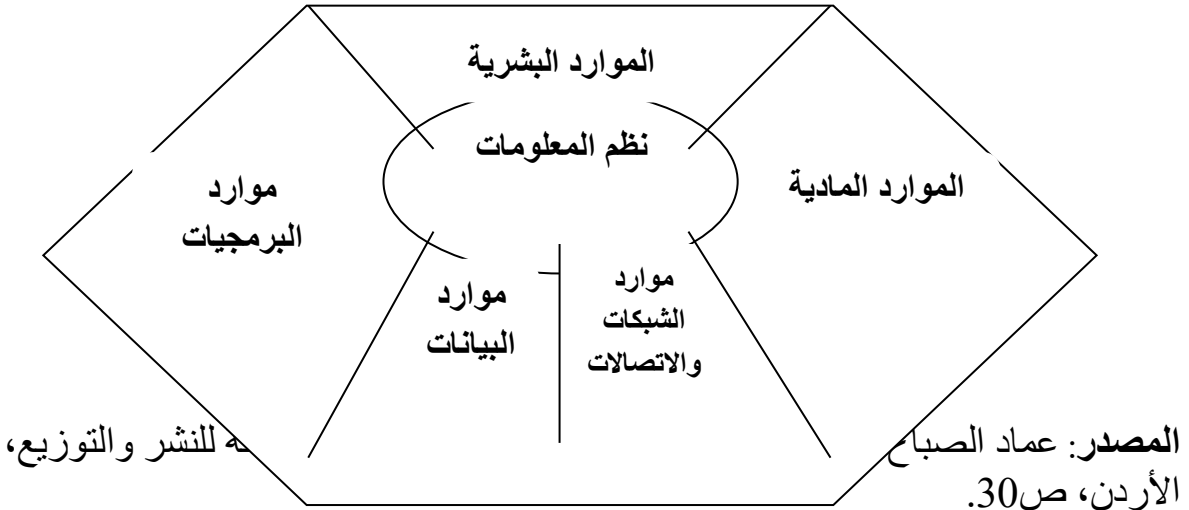 الموارد البشرية
نظم المعلومات
الموارد المادية
موارد
البرمجيات
موارد
الشبكات
والاتصالات
موارد
البيانات
المصدر: عماد الصباغ للنشر والتوزيع،
الأردن، ص30.